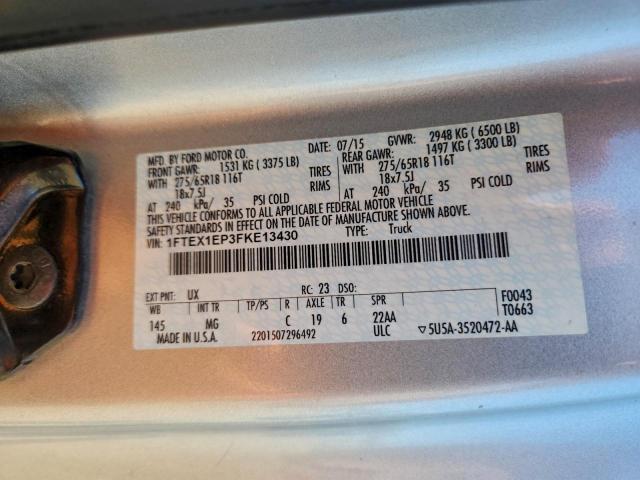 MFD. BY FORD MOTOR CO.
DATE: 07/15 GVWR: 2948 KG (6500 LB)
FRONT GAWR: 1531 KG (3375 LB) REAR GAWR: 1497 KG (3300 LB)
WITH 275/65R18 116T TIRES WITH 275/65R18 116T TIRES
18x7.5J RIMS 18x7.5J RIMS
AT 240 kPa/ 35 PSI COLD AT 240 kPa/ 35 PSI COLD
THIS VEHICLE CONFORMS TO ALL APPLICABLE FEDERAL MOTOR VEHICLE
SAFETY AND THEFT PREVENTION STANDARDS IN EFFECT ON THE DATE OF MANUFACTURE SHOWN ABOVE.
VIN: 1FTEX1EP3FKE13430 TYPE: Truck
EXT PNT: UX RC: 23 DSO:
WB INT TR TP/PS R AXLE TR SPR F0043
145 MG C 19 6 22AA T0663
MADE IN U.S.A. 2201507296492 ULC ▽5U5A-3520472-AA